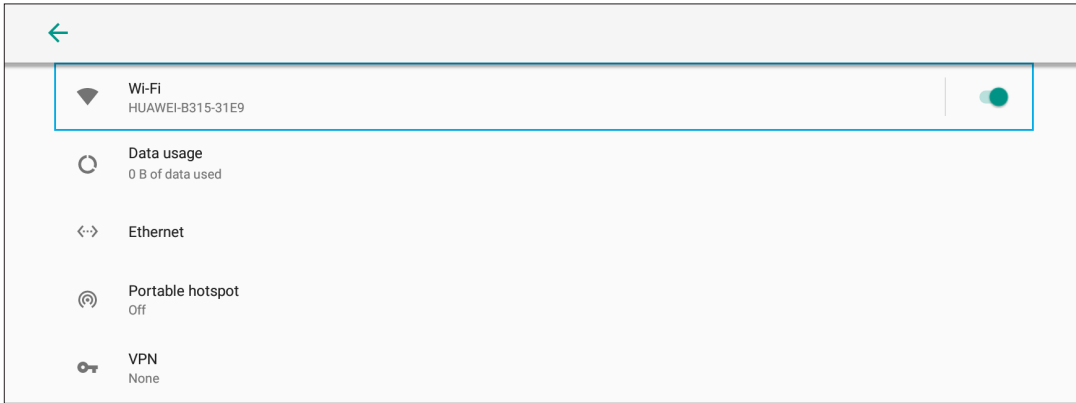 Wi-Fi
HUAWEI-B315-31E9
Data usage
0 B of data used
Ethernet
Portable hotspot
Off
VPN
None